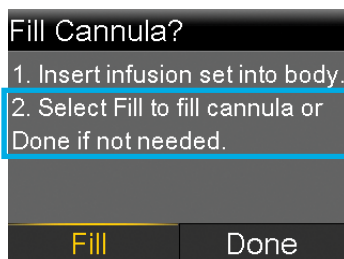 Fill Cannula?
1. Insert infusion set into body.
2. Select Fill to fill cannula or
Done if not needed.
Fill
Done